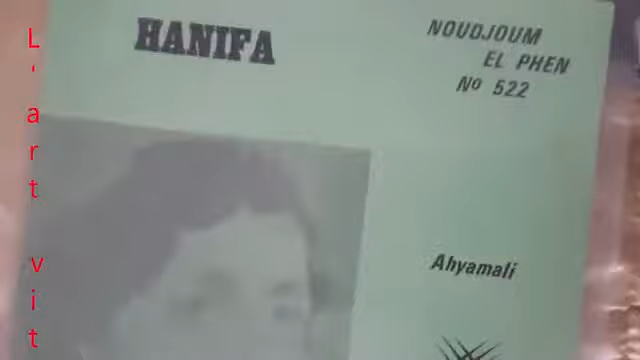 L'art vit
HANIFA
NOUDJOUM
EL PHEN
Nº 522
Ahyamali